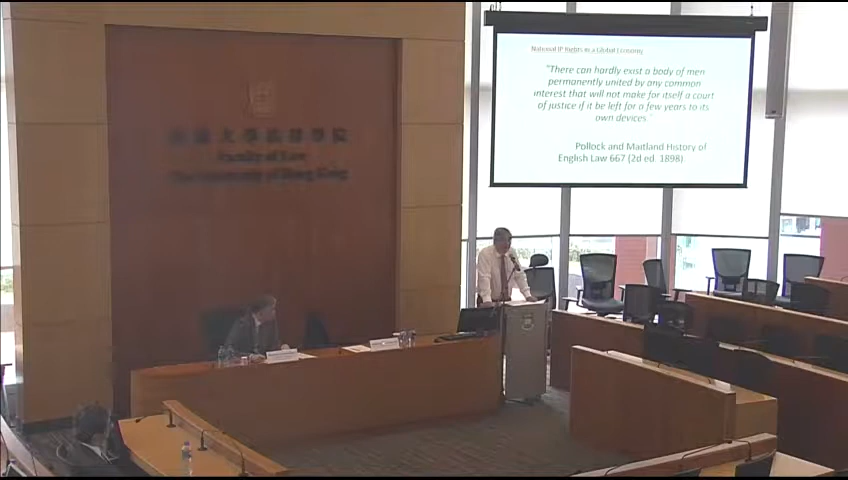 National IP Rights in a Global Economy
"There can hardly exist a body of men
permanently united by any common
interest that will not make for itself a court
of justice if it be left for a few years to its
own devices."
Pollock and Maitland History of
English Law 667 (2d ed. 1898)
香港大學法律學院
Faculty of Law
The University of Hong Kong